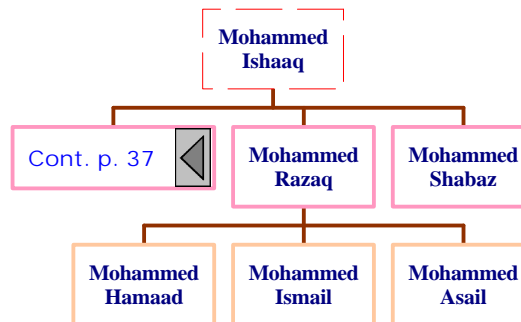 Mohammed
Ishaaq
Cont. p. 37
Mohammed
Razaq
Mohammed
Shabaz
Mohammed
Hamaad
Mohammed
Ismail
Mohammed
Asail